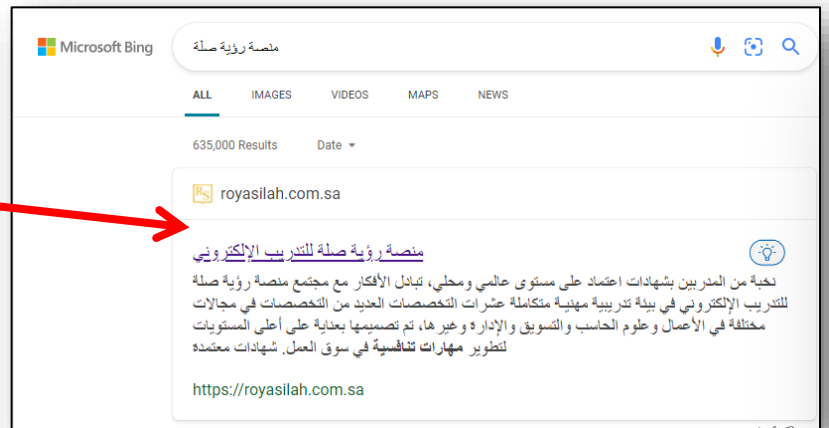 Microsoft Bing
منصة رؤية صلة
ALL IMAGES VIDEOS MAPS NEWS
635,000 Results Date
RS royasilah.com.sa
منصة رؤية صلة للتدريب الإلكتروني
نخبة من المدربين بشهادات اعتماد على مستوى عالمي ومحلي، تبادل الأفكار مع مجتمع منصة رؤية صلة
للتدريب الإلكتروني في بيئة تدريبية مهنية متكاملة عشرات التخصصات العديد من التخصصات في مجالات
مختلفة في الأعمال وعلوم الحاسب والتسويق والإدارة وغيرها، تم تصميمها بعناية على أعلى المستويات
لتطوير مهارات تنافسية في سوق العمل. شهادات معتمده
https://royasilah.com.sa